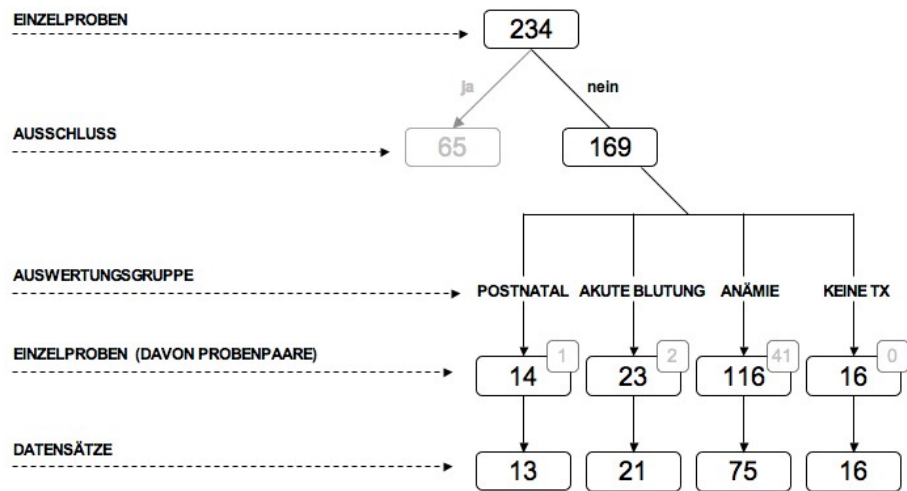 EINZELPROBEN
234
ja
nein
AUSSCHLUSS
65
169
AUSWERTUNGSGRUPPE
POSTNATAL
AKUTE BLUTUNG
ANÄMIE
KEINE TX
EINZELPROBEN (DAVON PROBENPAARE)
14
1
23
2
116
41
16
0
DATENSÄTZE
13
21
75
16